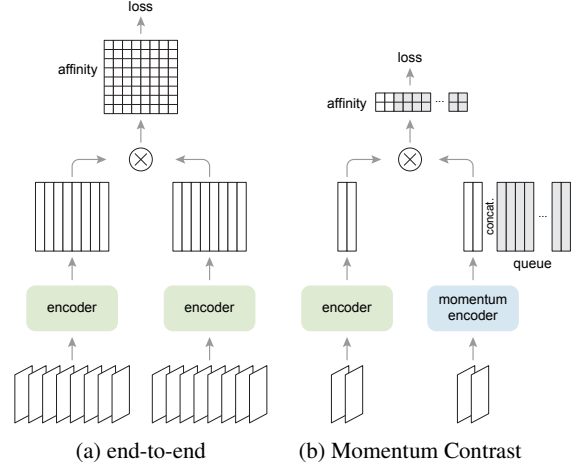 loss
affinity
encoder
encoder
(a) end-to-end
loss
affinity
...
concat.
...
queue
encoder
momentum
encoder
(b) Momentum Contrast